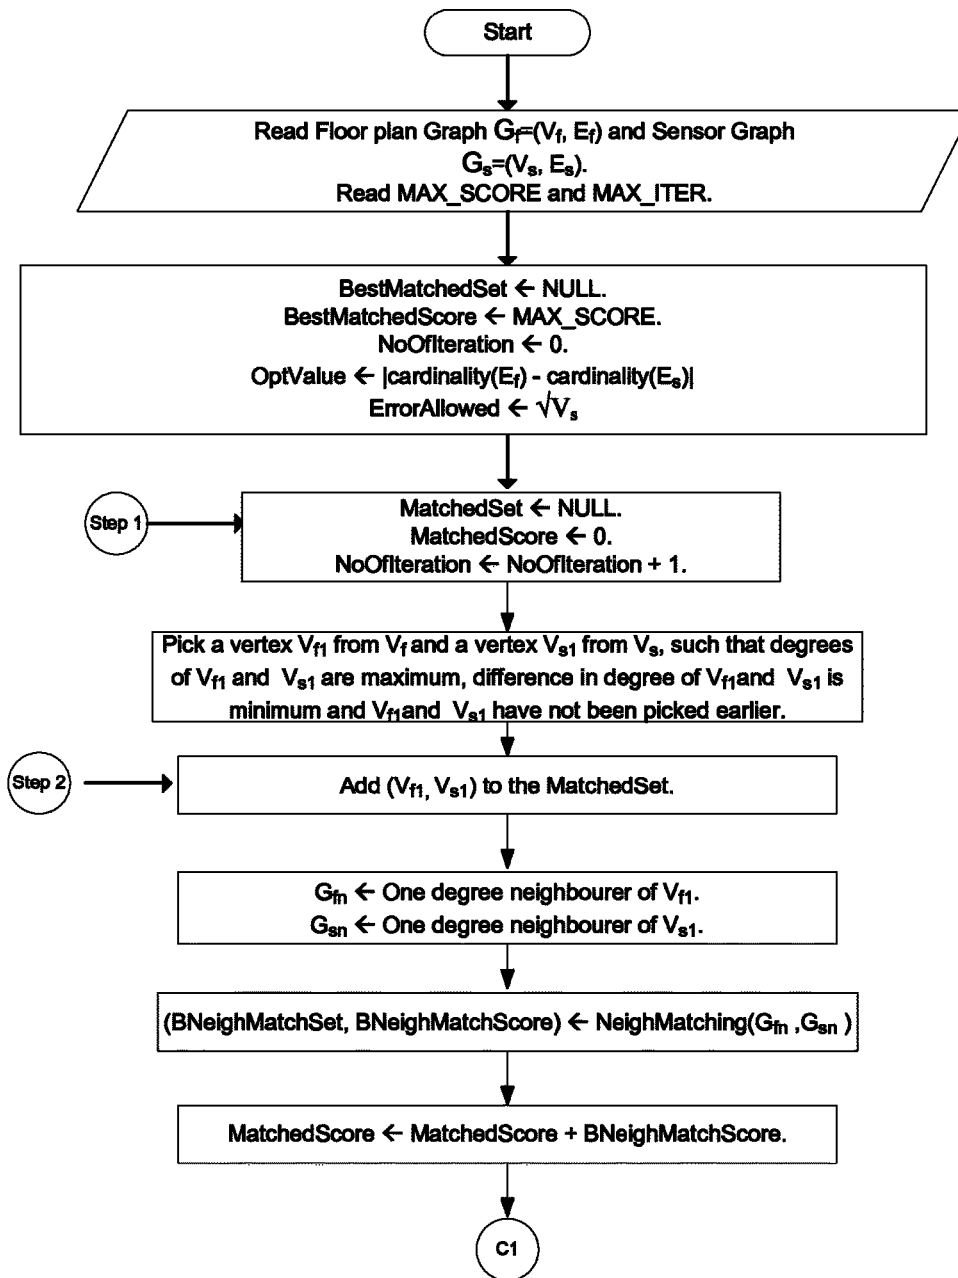 Start
Read Floor plan Graph Gf=(Vf, Ef) and Sensor Graph
Gs=(Vs, Es).
Read MAX_SCORE and MAX_ITER.
BestMatchedSet ← NULL.
BestMatchedScore ← MAX_SCORE.
NoOfIteration ← 0.
OptValue ← |cardinality(Ef) - cardinality(Es)|
ErrorAllowed ← √Vs
Step 1
MatchedSet ← NULL.
MatchedScore ← 0.
NoOfIteration ← NoOfIteration + 1.
Pick a vertex Vf1 from Vf and a vertex Vs1 from Vs, such that degrees
of Vf1 and Vs1 are maximum, difference in degree of Vf1and Vs1 is
minimum and Vf1and Vs1 have not been picked earlier.
Step 2
Add (Vf1, Vs1) to the MatchedSet.
Gfn ← One degree neighbourer of Vf1.
Gsn ← One degree neighbourer of Vs1.
(BNeighMatchSet, BNeighMatchScore) ← NeighMatching(Gfn ,Gsn )
MatchedScore ← MatchedScore + BNeighMatchScore.
C1